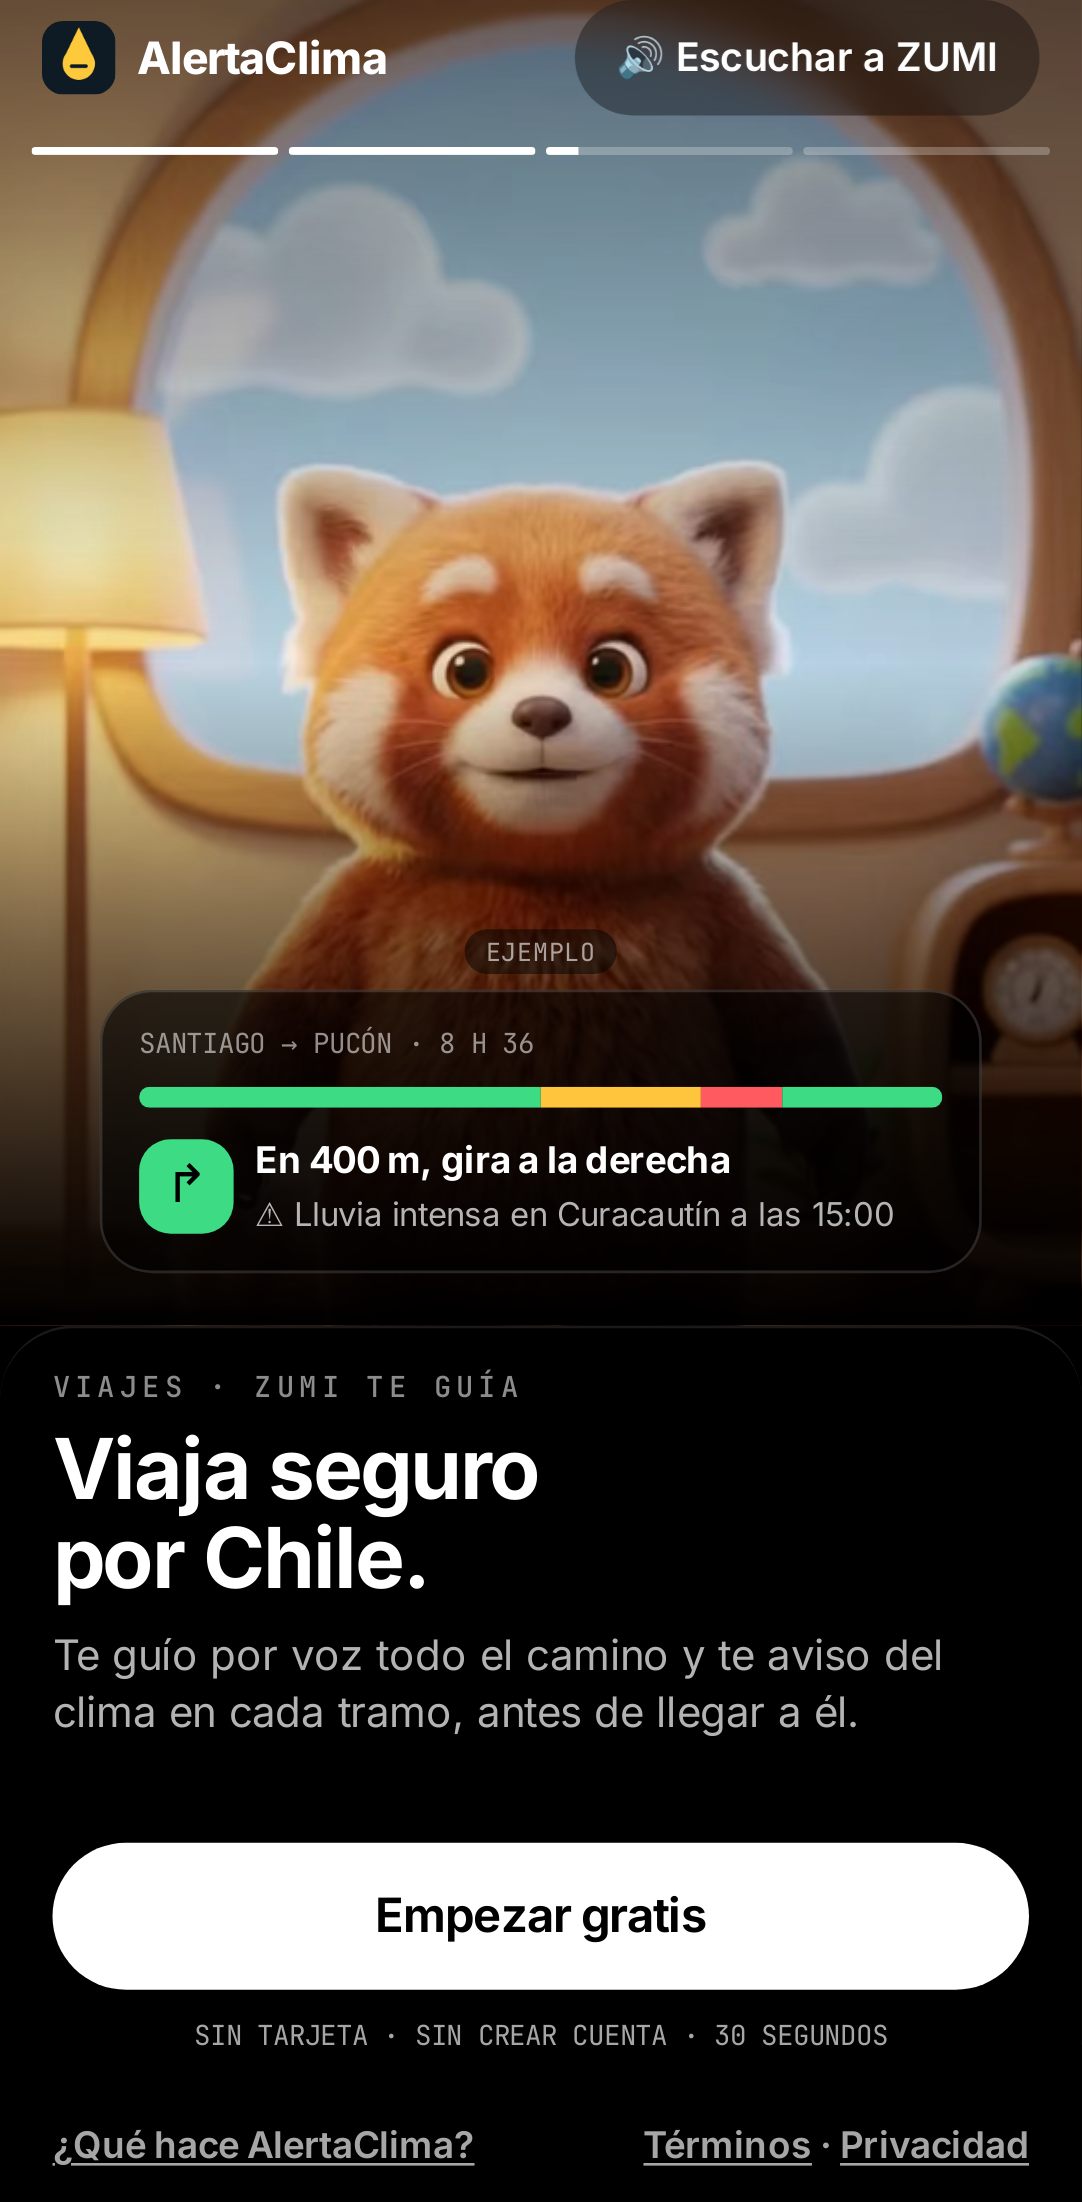 AlertaClima
🔊 Escuchar a ZUMI
EJEMPLO
SANTIAGO → PUCÓN · 8 H 36
En 400 m, gira a la derecha
⚠ Lluvia intensa en Curacautín a las 15:00
VIAJES · ZUMI TE GUÍA
Viaja seguro
por Chile.
Te guío por voz todo el camino y te aviso del
clima en cada tramo, antes de llegar a él.
Empezar gratis
SIN TARJETA · SIN CREAR CUENTA · 30 SEGUNDOS
¿Qué hace AlertaClima?
Términos · Privacidad